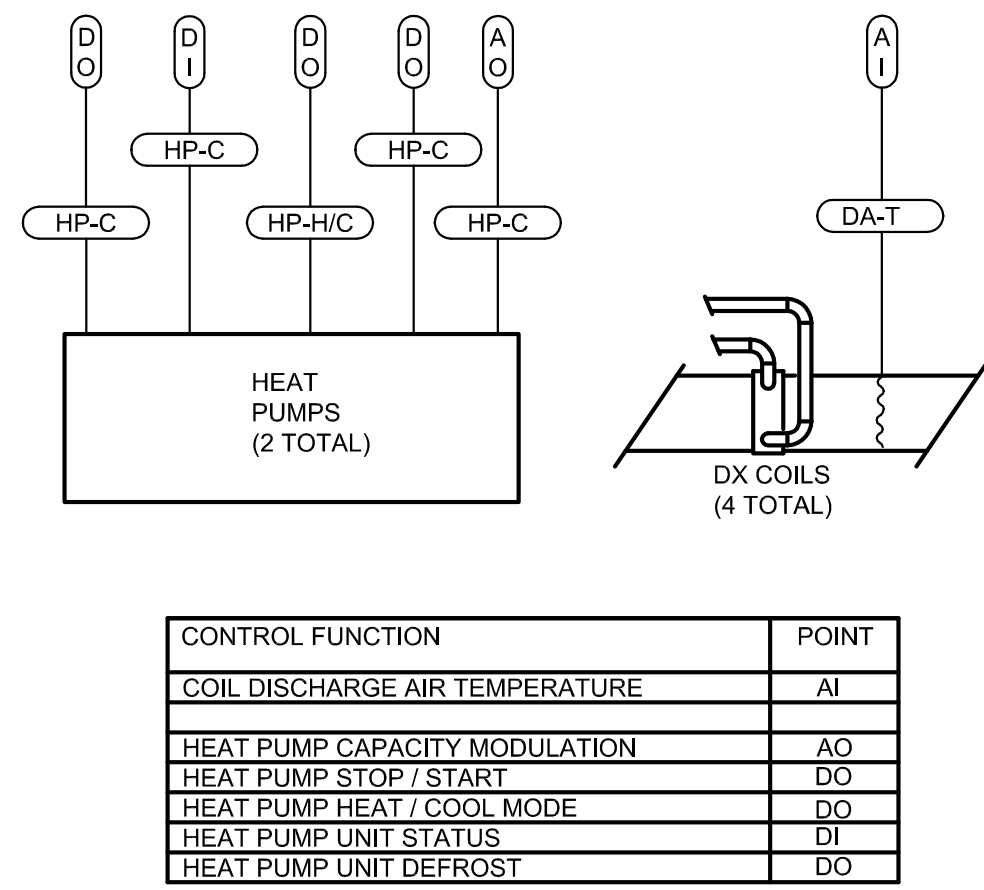 D O
D I
D O
D O
A O
A I
HP-C
HP-C
HP-C
HP-H/C
HP-C
DA-T
HEAT
PUMPS
(2 TOTAL)
DX COILS
(4 TOTAL)
CONTROL FUNCTION POINT
COIL DISCHARGE AIR TEMPERATURE AI
HEAT PUMP CAPACITY MODULATION AO
HEAT PUMP STOP / START DO
HEAT PUMP HEAT / COOL MODE DO
HEAT PUMP UNIT STATUS DI
HEAT PUMP UNIT DEFROST DO